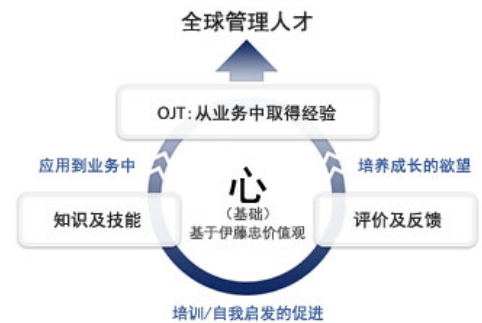 全球管理人才
OJT:从业务中取得经验
应用到业务中
培养成长的欲望
心
(基础)
基于伊藤忠价值观
知识及技能
评价及反馈
培训/自我启发的促进